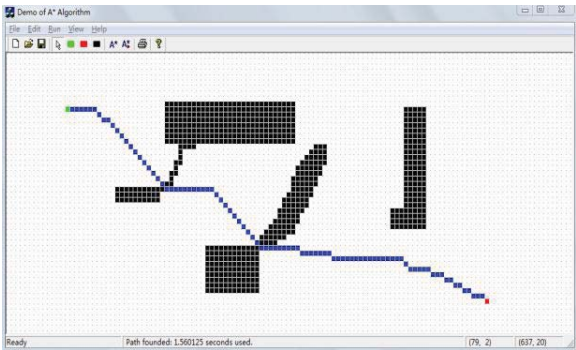 Demo of A* Algorithm
File Edit Run View Help
A* A*
Ready
Path founded: 1.560125 seconds used.
(79, 2)
(637, 20)